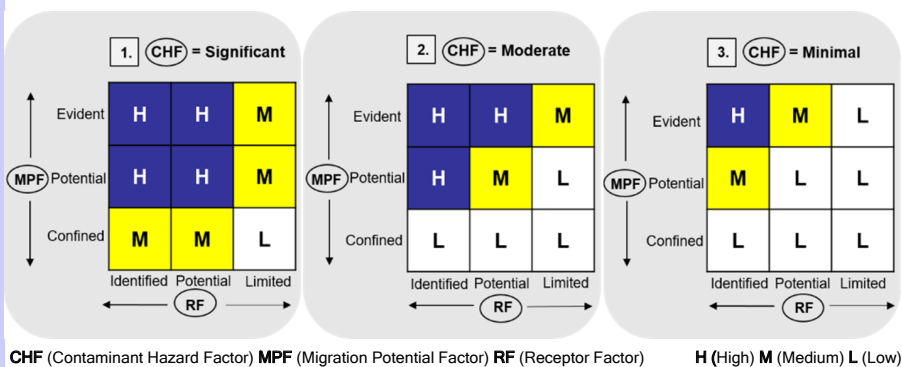 1. CHF = Significant
Evident H H M
MPF Potential H H M
Confined M M L
Identified Potential Limited
RF
2. CHF = Moderate
Evident H H M
MPF Potential H M L
Confined L L L
Identified Potential Limited
RF
3. CHF = Minimal
Evident H M L
MPF Potential M L L
Confined L L L
Identified Potential Limited
RF
CHF (Contaminant Hazard Factor) MPF (Migration Potential Factor) RF (Receptor Factor) H (High) M (Medium) L (Low)